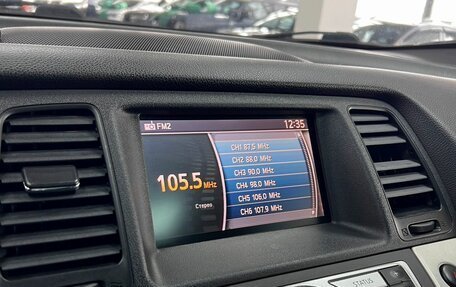 FM2
12:35
CH1 87,5 MHz
CH2 88,0 MHz
CH3 90,0 MHz
CH4 98,0 MHz
CH5 106,0 MHz
CH6 107,9 MHz
105.5 MHz
Стерео
STATUS